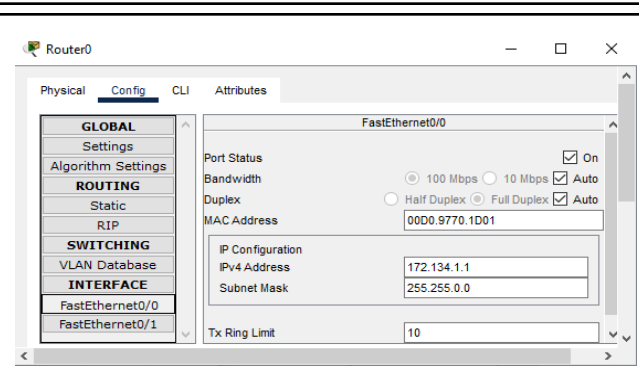 Router0
Physical Config CLI Attributes
GLOBAL
Settings
Algorithm Settings
ROUTING
Static
RIP
SWITCHING
VLAN Database
INTERFACE
FastEthernet0/0
FastEthernet0/1
FastEthernet0/0
Port Status On
Bandwidth 100 Mbps 10 Mbps Auto
Duplex Half Duplex Full Duplex Auto
MAC Address 00D0.9770.1D01
IP Configuration
IPv4 Address 172.134.1.1
Subnet Mask 255.255.0.0
Tx Ring Limit 10